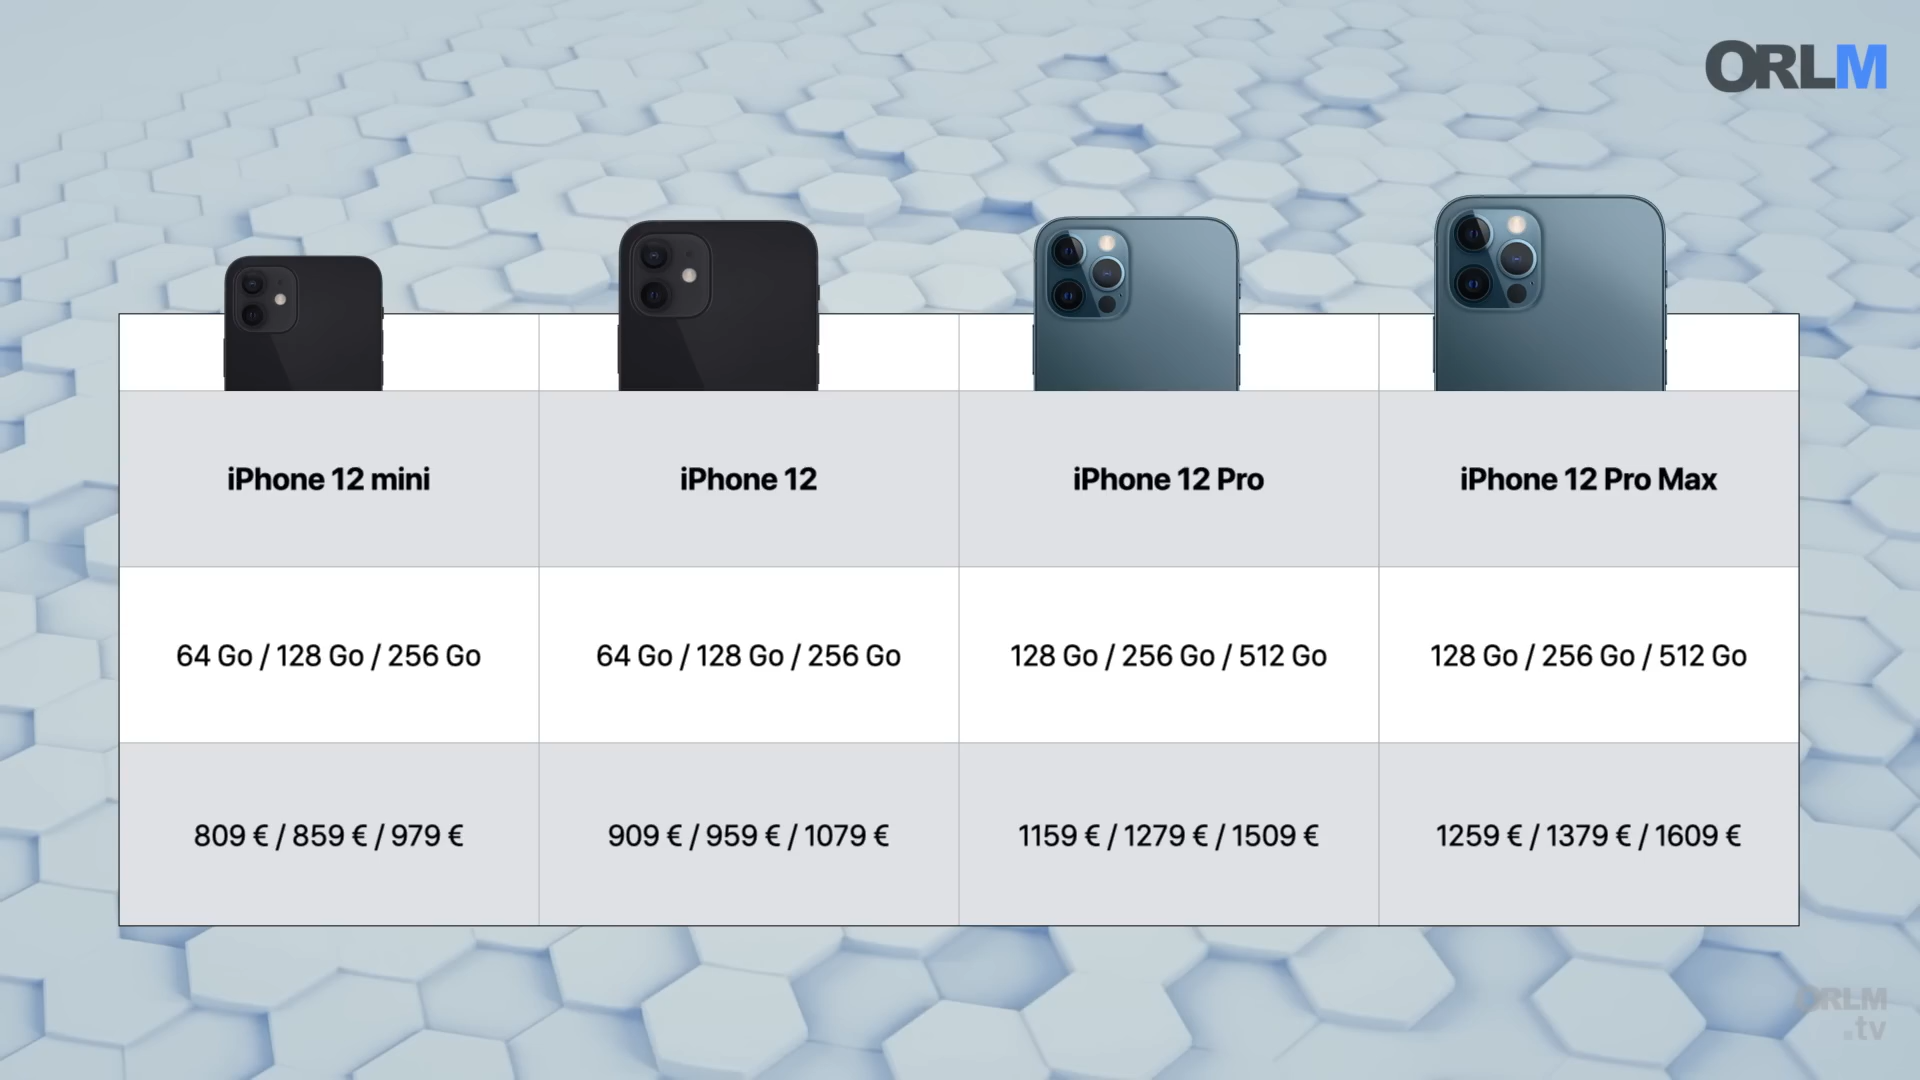 ORLM
iPhone 12 mini
iPhone 12
iPhone 12 Pro
iPhone 12 Pro Max
64 Go / 128 Go / 256 Go
64 Go / 128 Go / 256 Go
128 Go / 256 Go / 512 Go
128 Go / 256 Go / 512 Go
809 € / 859 € / 979 €
909 € / 959 € / 1079 €
1159 € / 1279 € / 1509 €
1259 € / 1379 € / 1609 €
ORLM
.tv